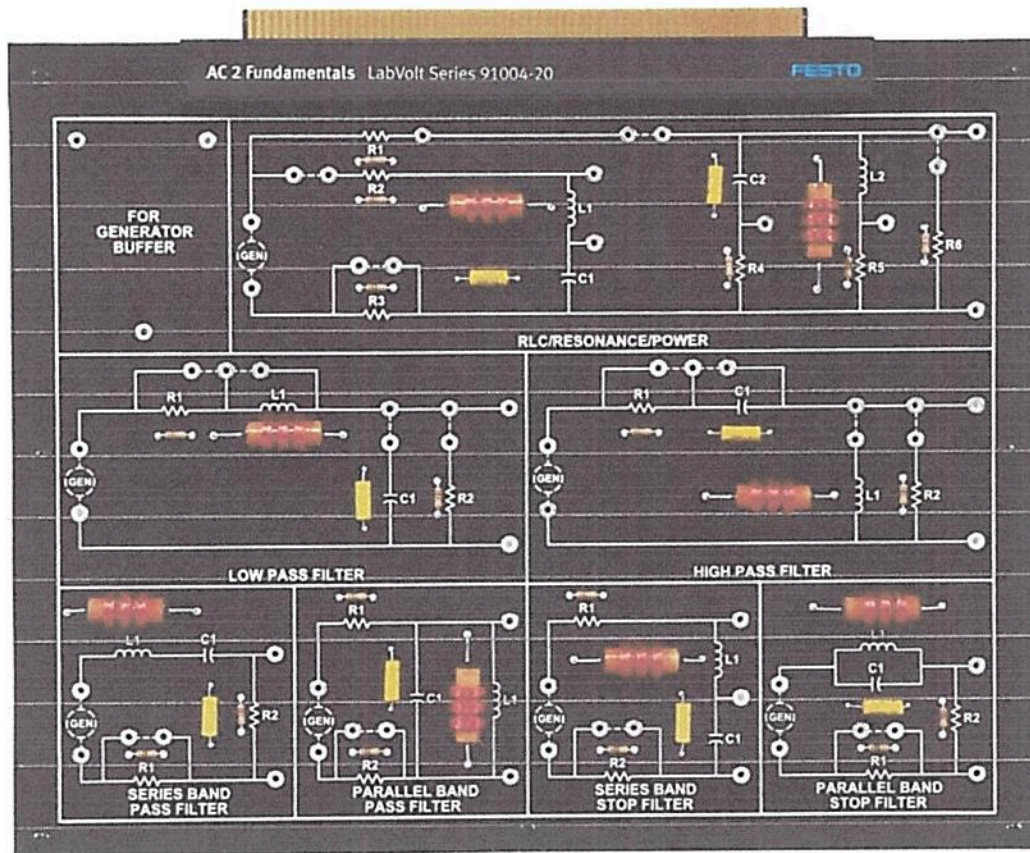 AC 2 Fundamentals LabVolt Series 91004-20
FESTO
FOR
GENERATOR
BUFFER
R1
R2
L1
C1
GEN
R3
C2
L2
R4
R5
R6
RLC/RESONANCE/POWER
R1
L1
GEN
C1
R2
LOW PASS FILTER
R1
C1
GEN
L1
R2
HIGH PASS FILTER
L1
C1
GEN
R2
R1
SERIES BAND
PASS FILTER
R1
GEN
C1
L1
R2
PARALLEL BAND
PASS FILTER
R1
L1
GEN
C1
R2
SERIES BAND
STOP FILTER
L1
C1
GEN
R2
R1
PARALLEL BAND
STOP FILTER